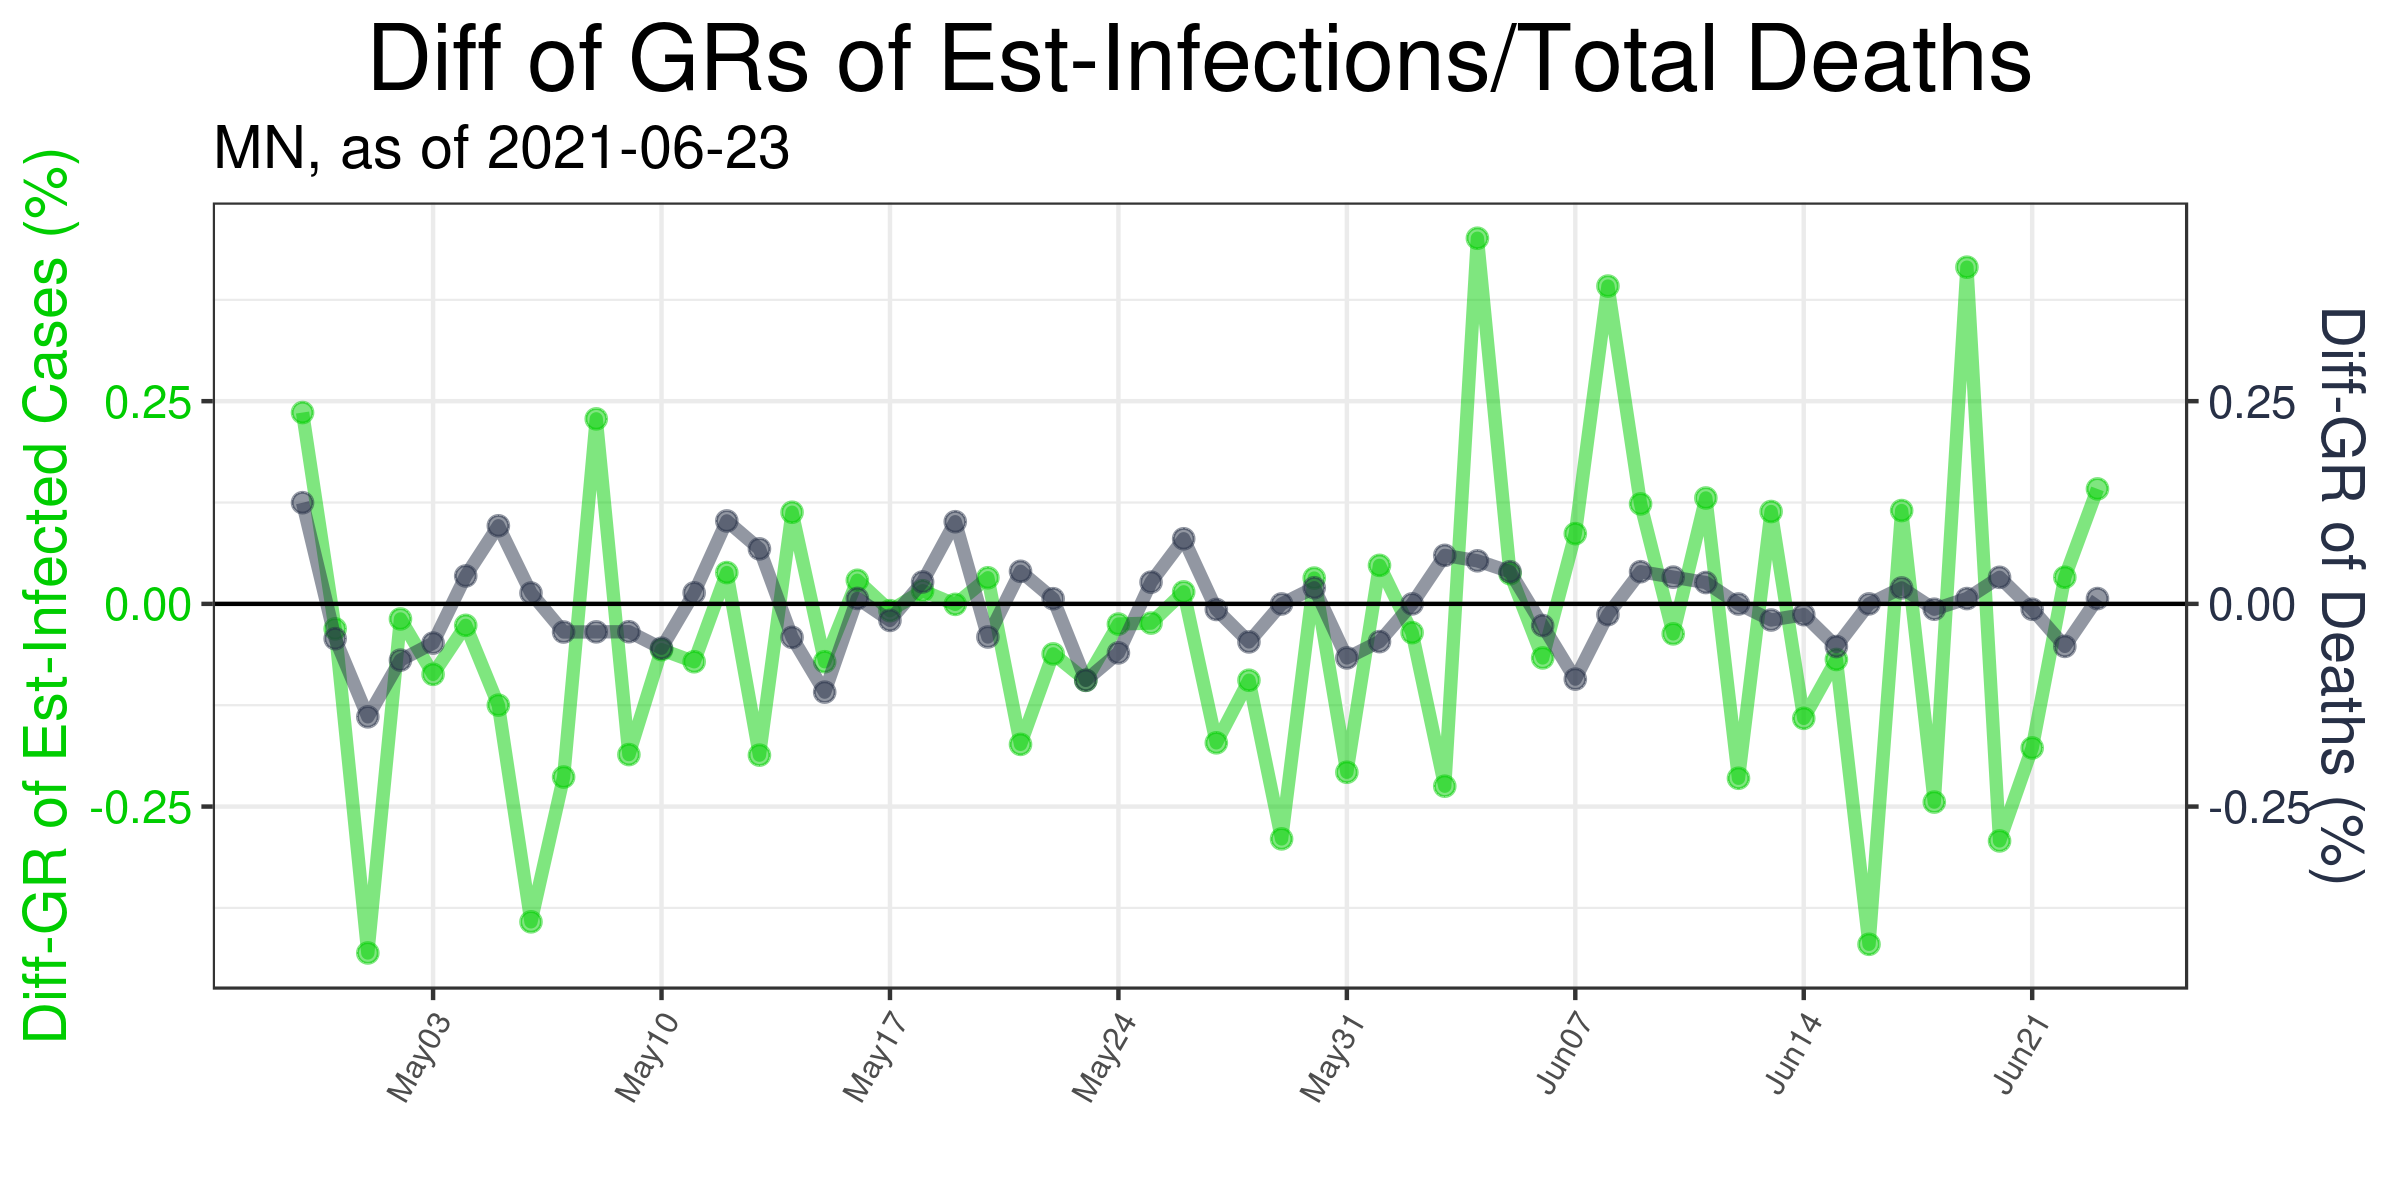 Diff of GRs of Est-Infections/Total Deaths
MN, as of 2021-06-23
Diff-GR of Est-Infected Cases (%)
0.25
0.00
-0.25
0.25
0.00
-0.25
Diff-GR of Deaths (%)
May03
May10
May17
May24
May31
Jun07
Jun14
Jun21